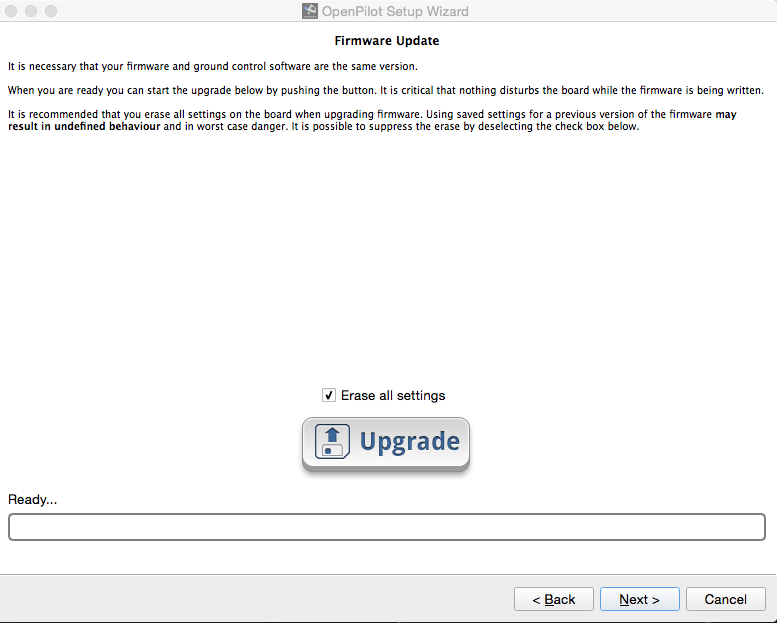 OpenPilot Setup Wizard
Firmware Update
It is necessary that your firmware and ground control software are the same version.
When you are ready you can start the upgrade below by pushing the button. It is critical that nothing disturbs the board while the firmware is being written.
It is recommended that you erase all settings on the board when upgrading firmware. Using saved settings for a previous version of the firmware may
result in undefined behaviour and in worst case danger. It is possible to suppress the erase by deselecting the check box below.
Erase all settings
Upgrade
Ready...
< Back
Next >
Cancel